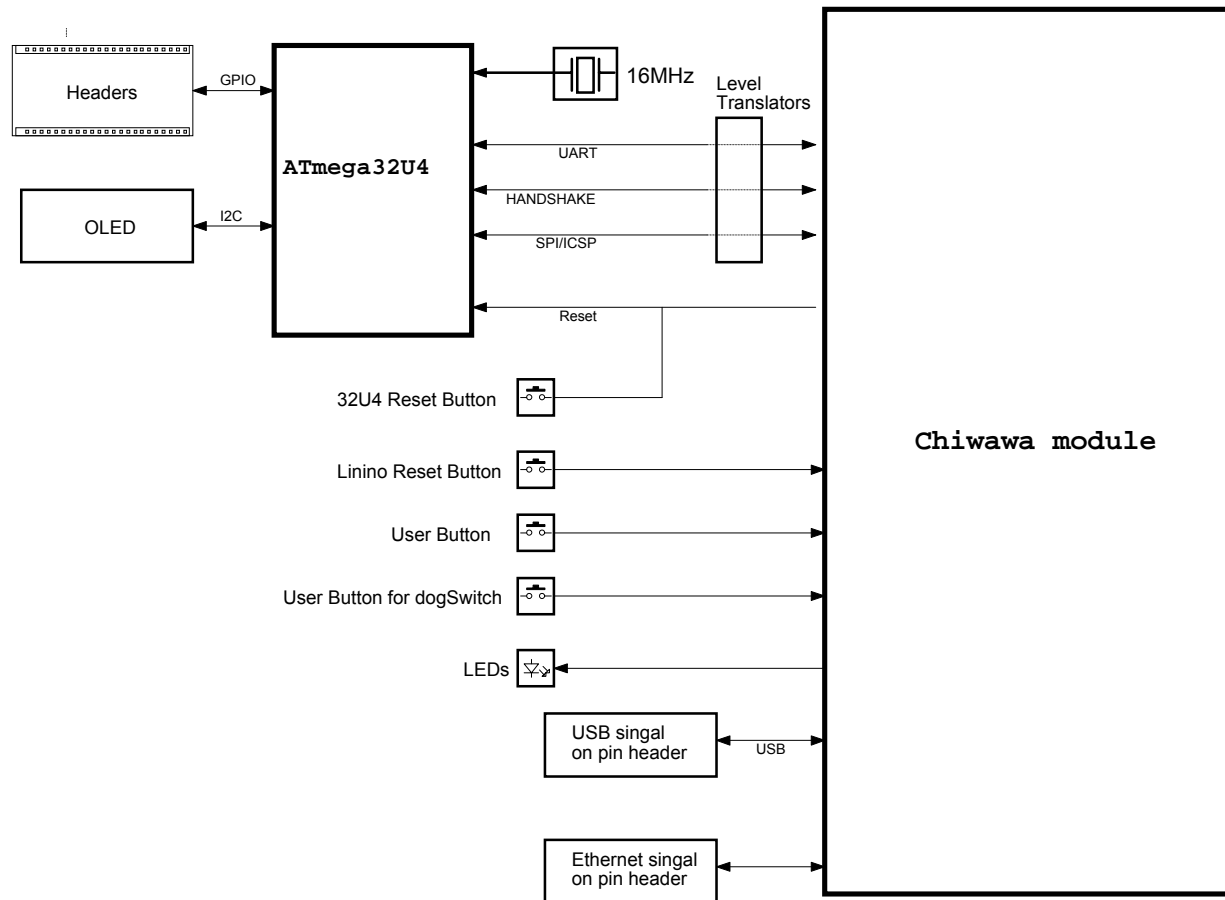 Headers
GPIO
16MHz
Level
Translators
ATmega32U4
UART
HANDSHAKE
SPI/ICSP
OLED
I2C
Reset
32U4 Reset Button
Chiwawa module
Linino Reset Button
User Button
User Button for dogSwitch
LEDs
USB singal
on pin header
USB
Ethernet singal
on pin header